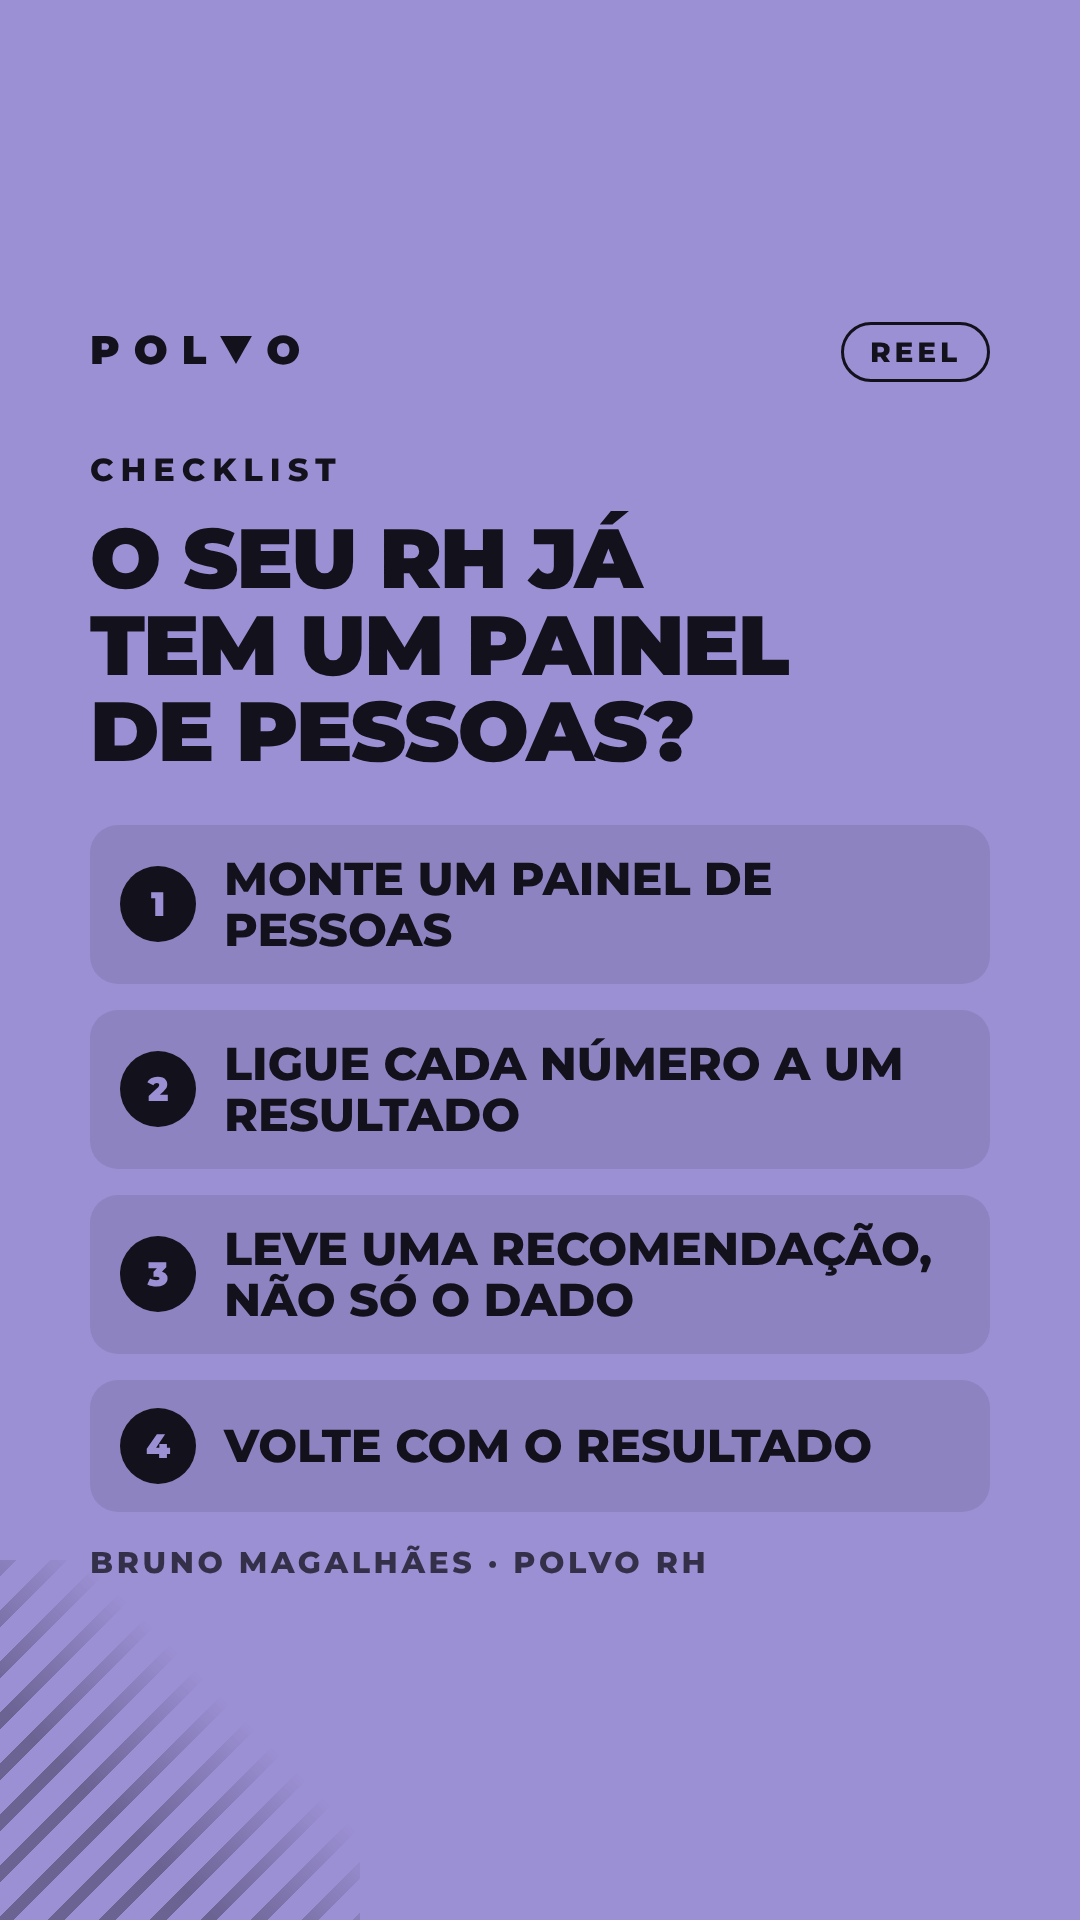 POLVO
REEL
CHECKLIST
O SEU RH JÁ
TEM UM PAINEL
DE PESSOAS?
1
MONTE UM PAINEL DE
PESSOAS
2
LIGUE CADA NÚMERO A UM
RESULTADO
3
LEVE UMA RECOMENDAÇÃO,
NÃO SÓ O DADO
4
VOLTE COM O RESULTADO
BRUNO MAGALHÃES • POLVO RH